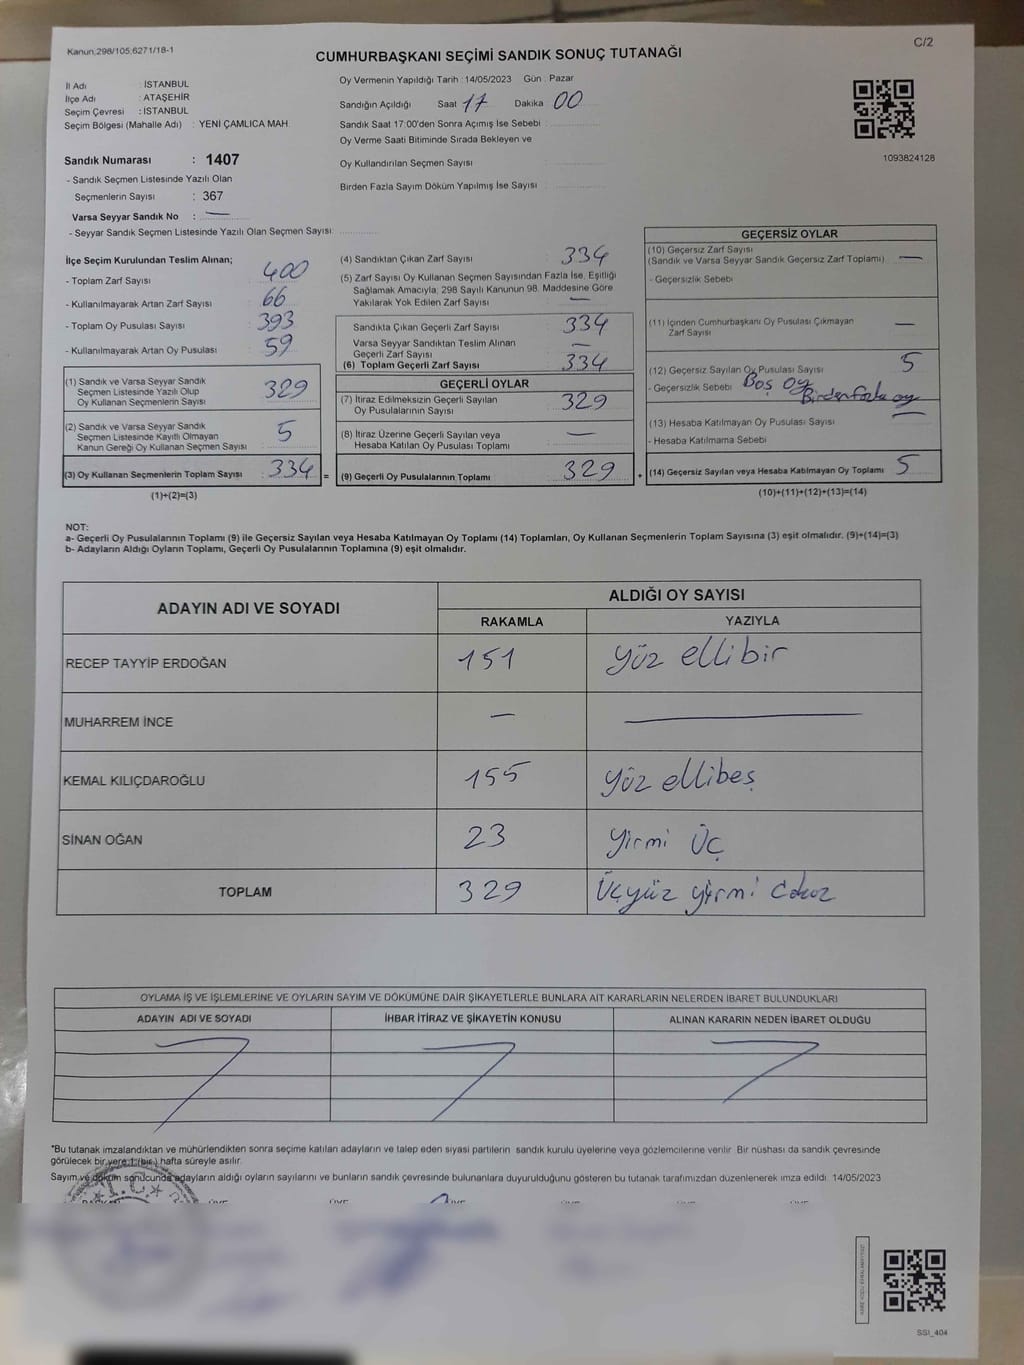 Kanun:298/105,6271/18-1
C/2
CUMHURBAŞKANI SEÇİMİ SANDIK SONUÇ TUTANAĞI
İl Adı : İSTANBUL
İlçe Adı : ATAŞEHİR
Seçim Çevresi : İSTANBUL
Seçim Bölgesi (Mahalle Adı) : YENİ ÇAMLICA MAH.
Sandık Numarası : 1407
- Sandık Seçmen Listesinde Yazılı Olan
Seçmenlerin Sayısı : 367
Varsa Seyyar Sandık No : —
- Seyyar Sandık Seçmen Listesinde Yazılı Olan Seçmen Sayısı:
Oy Vermenin Yapıldığı Tarih : 14/05/2023 Gün : Pazar
Sandığın Açıldığı Saat 17 Dakika 00
Sandık Saat 17:00'den Sonra Açımış İse Sebebi :
Oy Verme Saati Bitiminde Sırada Bekleyen ve
Oy Kullandırılan Seçmen Sayısı :
Birden Fazla Sayım Döküm Yapılmış İse Sayısı :
1093824128
İlçe Seçim Kurulundan Teslim Alınan;
- Toplam Zarf Sayısı : 400
- Kullanılmayarak Artan Zarf Sayısı : 66
- Toplam Oy Pusulası Sayısı : 393
- Kullanılmayarak Artan Oy Pusulası : 59
(1) Sandık ve Varsa Seyyar Sandık
Seçmen Listesinde Yazılı Olup
Oy Kullanan Seçmenlerin Sayısı : 329
(2) Sandık ve Varsa Seyyar Sandık
Seçmen Listesinde Kayıtlı Olmayan
Kanun Gereği Oy Kullanan Seçmen Sayısı : 5
(3) Oy Kullanan Seçmenlerin Toplam Sayısı : 334 =
(1)+(2)=(3)
(4) Sandıktan Çıkan Zarf Sayısı : 334
(5) Zarf Sayısı Oy Kullanan Seçmen Sayısından Fazla İse, Eşitliği
Sağlamak Amacıyla; 298 Sayılı Kanunun 98. Maddesine Göre
Yakılarak Yok Edilen Zarf Sayısı : —
Sandıkta Çıkan Geçerli Zarf Sayısı : 334
Varsa Seyyar Sandıktan Teslim Alınan
Geçerli Zarf Sayısı : —
(6) Toplam Geçerli Zarf Sayısı : 334
GEÇERLİ OYLAR
(7) İtiraz Edilmeksizin Geçerli Sayılan
Oy Pusulalarının Sayısı : 329
(8) İtiraz Üzerine Geçerli Sayılan veya
Hesaba Katılan Oy Pusulası Toplamı : —
(9) Geçerli Oy Pusulalarının Toplamı : 329 +
GEÇERSİZ OYLAR
(10) Geçersiz Zarf Sayısı
(Sandık ve Varsa Seyyar Sandık Geçersiz Zarf Toplamı) : —
- Geçersizlik Sebebi :
(11) İçinden Cumhurbaşkanı Oy Pusulası Çıkmayan
Zarf Sayısı : —
(12) Geçersiz Sayılan Oy Pusulası Sayısı : 5
- Geçersizlik Sebebi : Boş oy Birden fazla oy
(13) Hesaba Katılmayan Oy Pusulası Sayısı : —
- Hesaba Katılmama Sebebi :
(14) Geçersiz Sayılan veya Hesaba Katılmayan Oy Toplamı : 5
(10)+(11)+(12)+(13)=(14)
NOT:
a- Geçerli Oy Pusulalarının Toplamı (9) ile Geçersiz Sayılan veya Hesaba Katılmayan Oy Toplamı (14) Toplamları, Oy Kullanan Seçmenlerin Toplam Sayısına (3) eşit olmalıdır. (9)+(14)=(3)
b- Adayların Aldığı Oyların Toplamı, Geçerli Oy Pusulalarının Toplamına (9) eşit olmalıdır.
ADAYIN ADI VE SOYADI
ALDIĞI OY SAYISI
RAKAMLA YAZIYLA
RECEP TAYYİP ERDOĞAN 151 yüz ellibir
MUHARREM İNCE — —
KEMAL KILIÇDAROĞLU 155 yüz ellibeş
SİNAN OĞAN 23 yirmi üç
TOPLAM 329 Üçyüz yirmi
OYLAMA İŞ VE İŞLEMLERİNE VE OYLARIN SAYIM VE DÖKÜMÜNE DAİR ŞİKAYETLERLE BUNLARA AİT KARARLARIN NELERDEN İBARET BULUNDUKLARI
ADAYIN ADI VE SOYADI İHBAR İTİRAZ VE ŞİKAYETİN KONUSU ALINAN KARARIN NEDEN İBARET OLDUĞU
*Bu tutanak imzalandıktan ve mühürlendikten sonra seçime katılan adayların ve talep eden siyasi partilerin sandık kurulu üyelerine veya gözlemcilerine verilir. Bir nüshası da sandık çevresinde
görülecek bir yere 1 (bir) hafta süreyle asılır.
Sayım ve döküm sonucunda adayların aldığı oyların sayılarını ve bunların sandık çevresinde bulunanlara duyurulduğunu gösteren bu tutanak tarafımızdan düzenlenerek imza edildi. 14/05/2023
T.C.
SSI_404